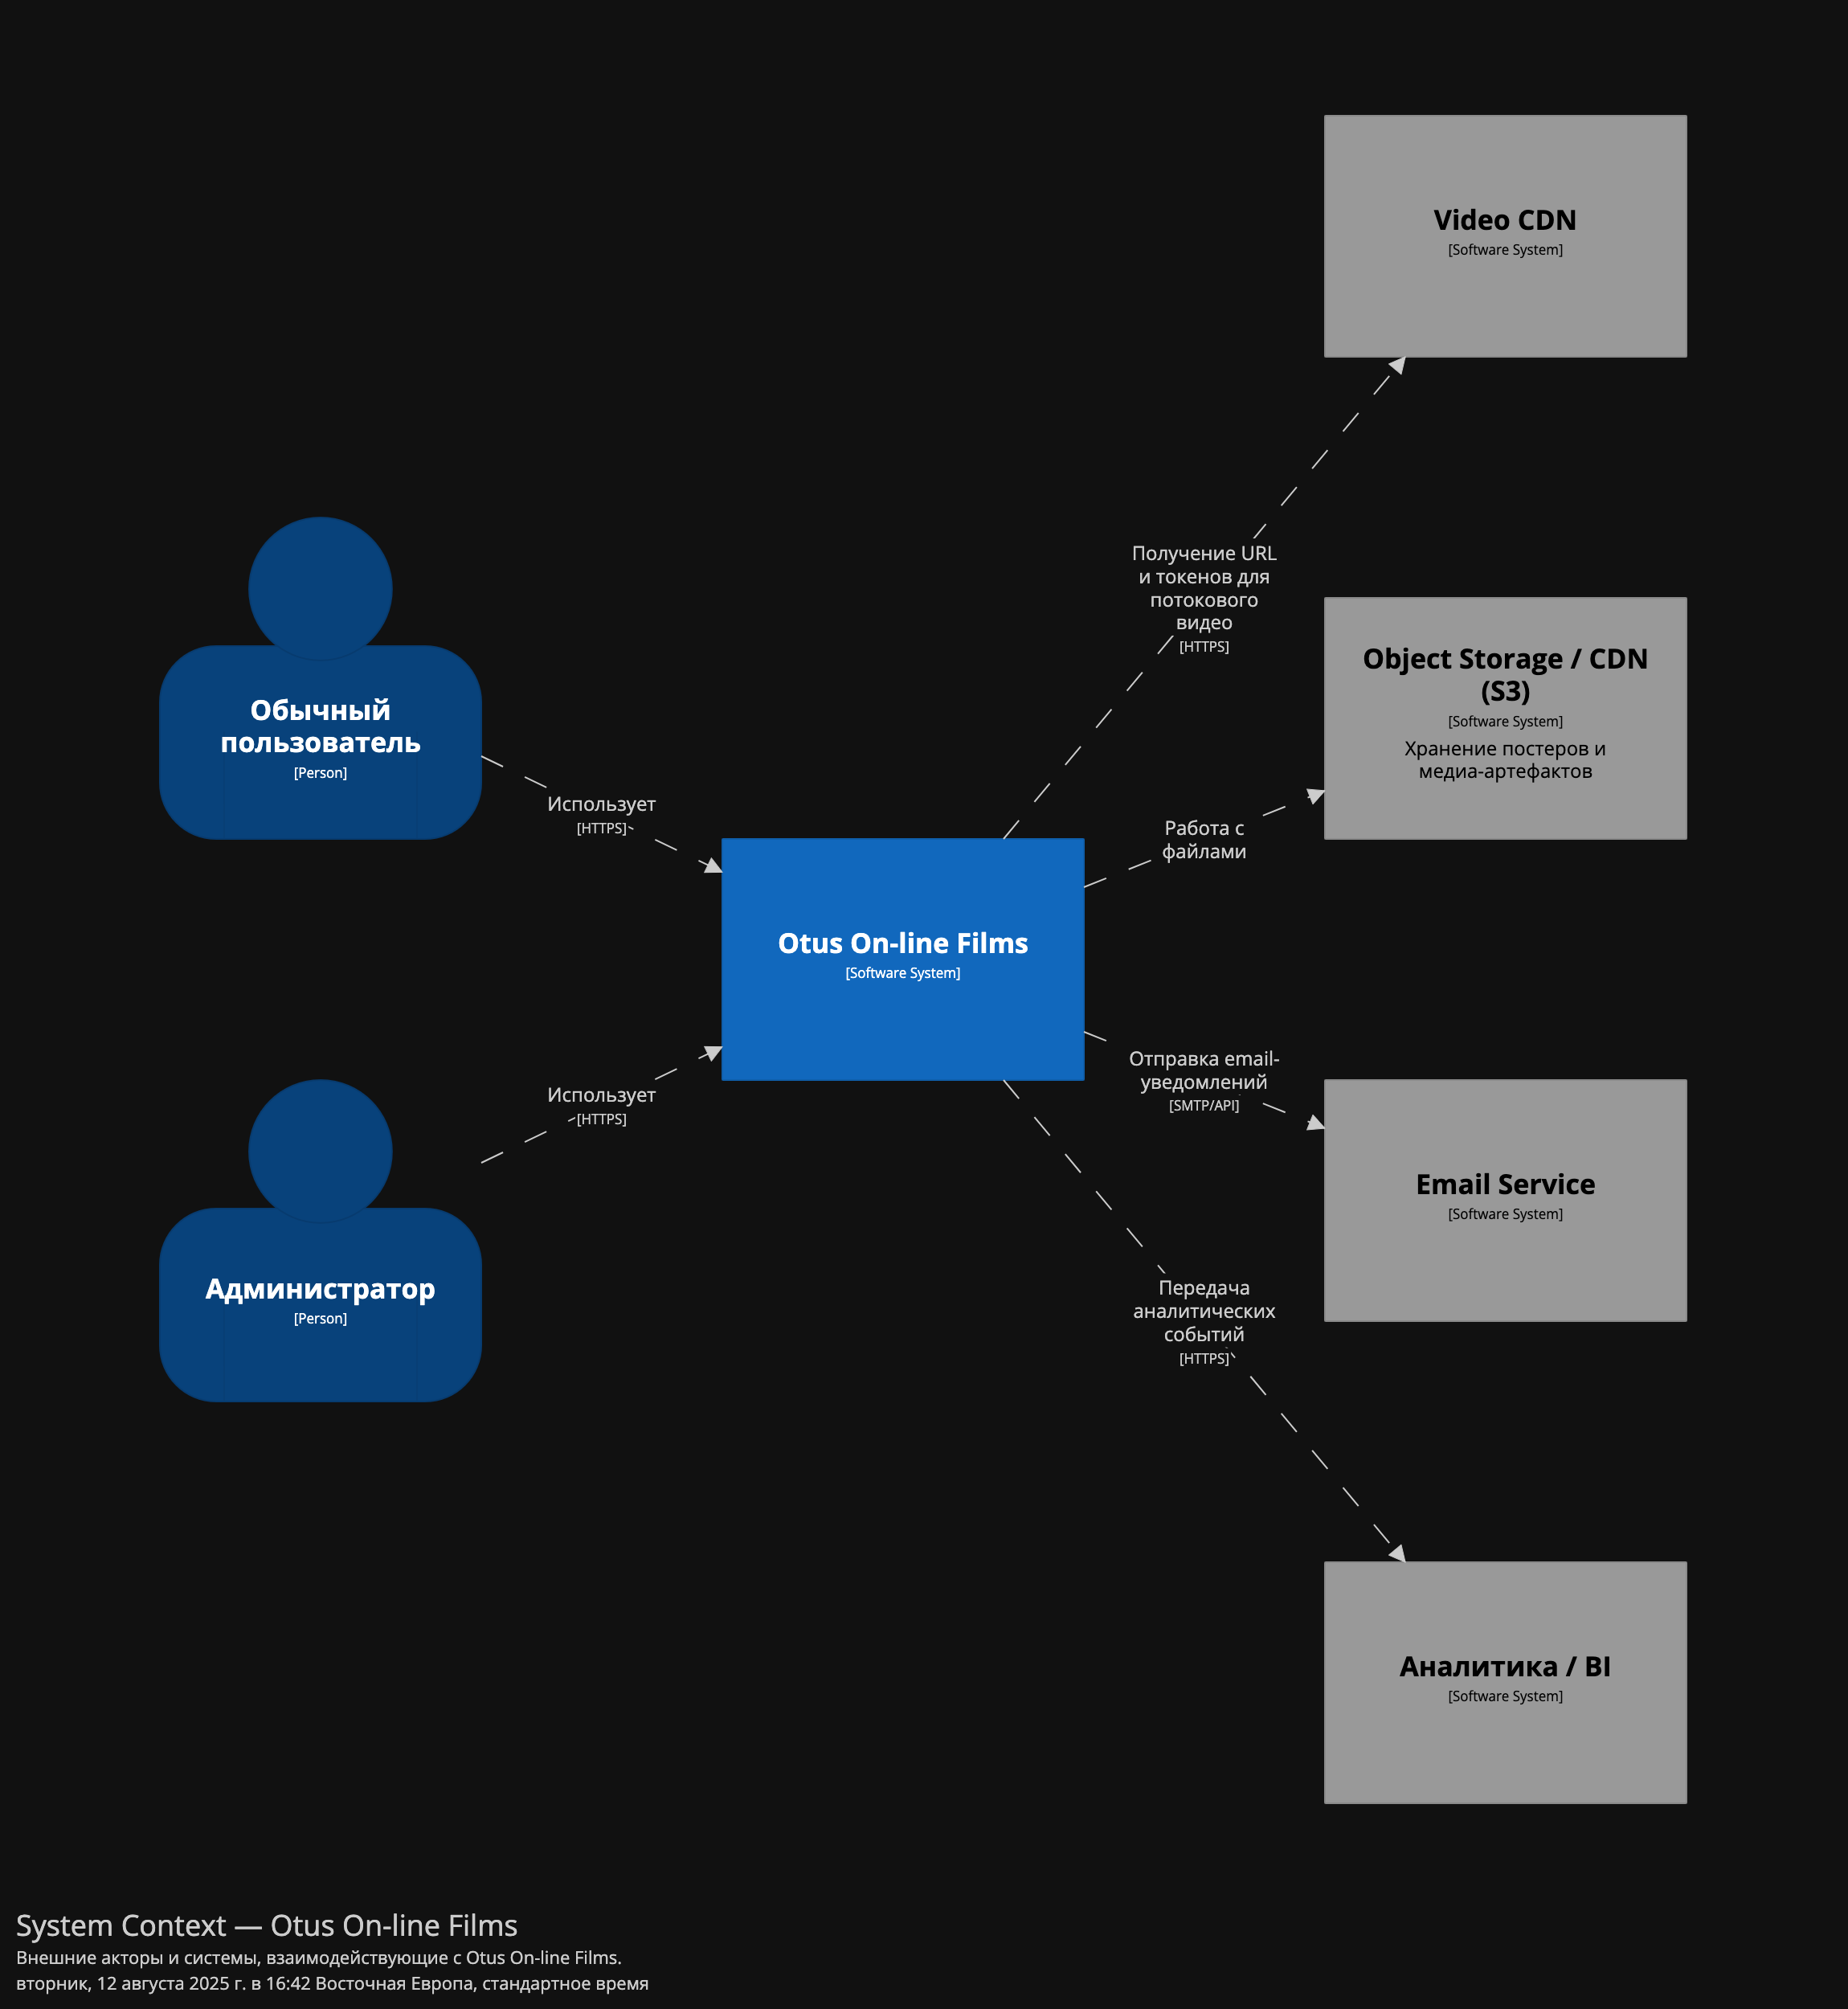 Video CDN
[Software System]
Получение URL
и токенов для
потокового
видео
[HTTPS]
Object Storage / CDN
(S3)
[Software System]
Хранение постеров и
медиа-артефактов
Обычный
пользователь
[Person]
Использует
[HTTPS]
Работа с
файлами
Otus On-line Films
[Software System]
Отправка email-
уведомлений
[SMTP/API]
Использует
[HTTPS]
Email Service
[Software System]
Администратор
[Person]
Передача
аналитических
событий
[HTTPS]
Аналитика / BI
[Software System]
System Context — Otus On-line Films
Внешние акторы и системы, взаимодействующие с Otus On-line Films.
вторник, 12 августа 2025 г. в 16:42 Восточная Европа, стандартное время